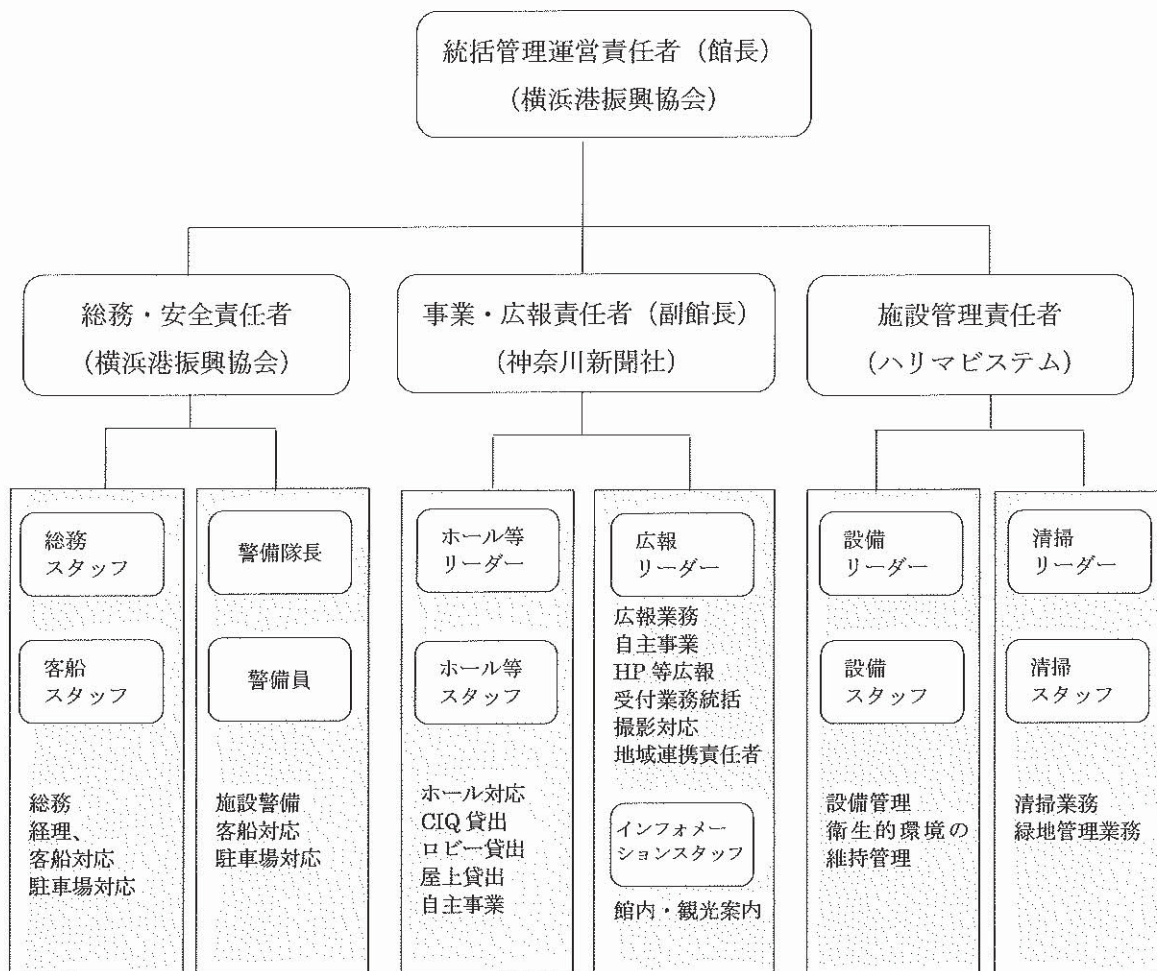 統括管理運営責任者（館長）
（横浜港振興協会）
総務・安全責任者
（横浜港振興協会）
事業・広報責任者（副館長）
（神奈川新聞社）
施設管理責任者
（ハリマビステム）
総務
スタッフ
客船
スタッフ
総務
経理、
客船対応
駐車場対応
警備隊長
警備員
施設警備
客船対応
駐車場対応
ホール等
リーダー
ホール等
スタッフ
ホール対応
CIQ 貸出
ロビー貸出
屋上貸出
自主事業
広報
リーダー
広報業務
自主事業
HP 等広報
受付業務統括
撮影対応
地域連携責任者
インフォメー
ションスタッフ
館内・観光案内
設備
リーダー
設備
スタッフ
設備管理
衛生的環境の
維持管理
清掃
リーダー
清掃
スタッフ
清掃業務
緑地管理業務